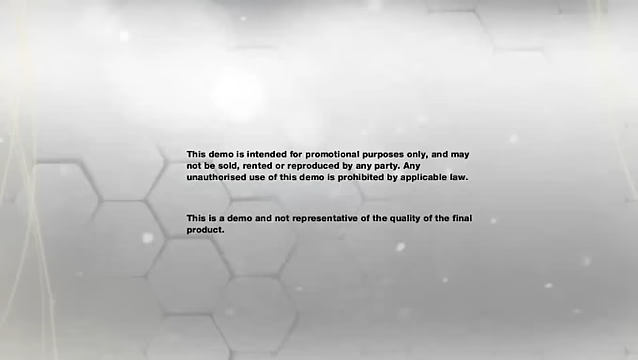 This demo is intended for promotional purposes only, and may
not be sold, rented or reproduced by any party. Any
unauthorised use of this demo is prohibited by applicable law.
This is a demo and not representative of the quality of the final
product.